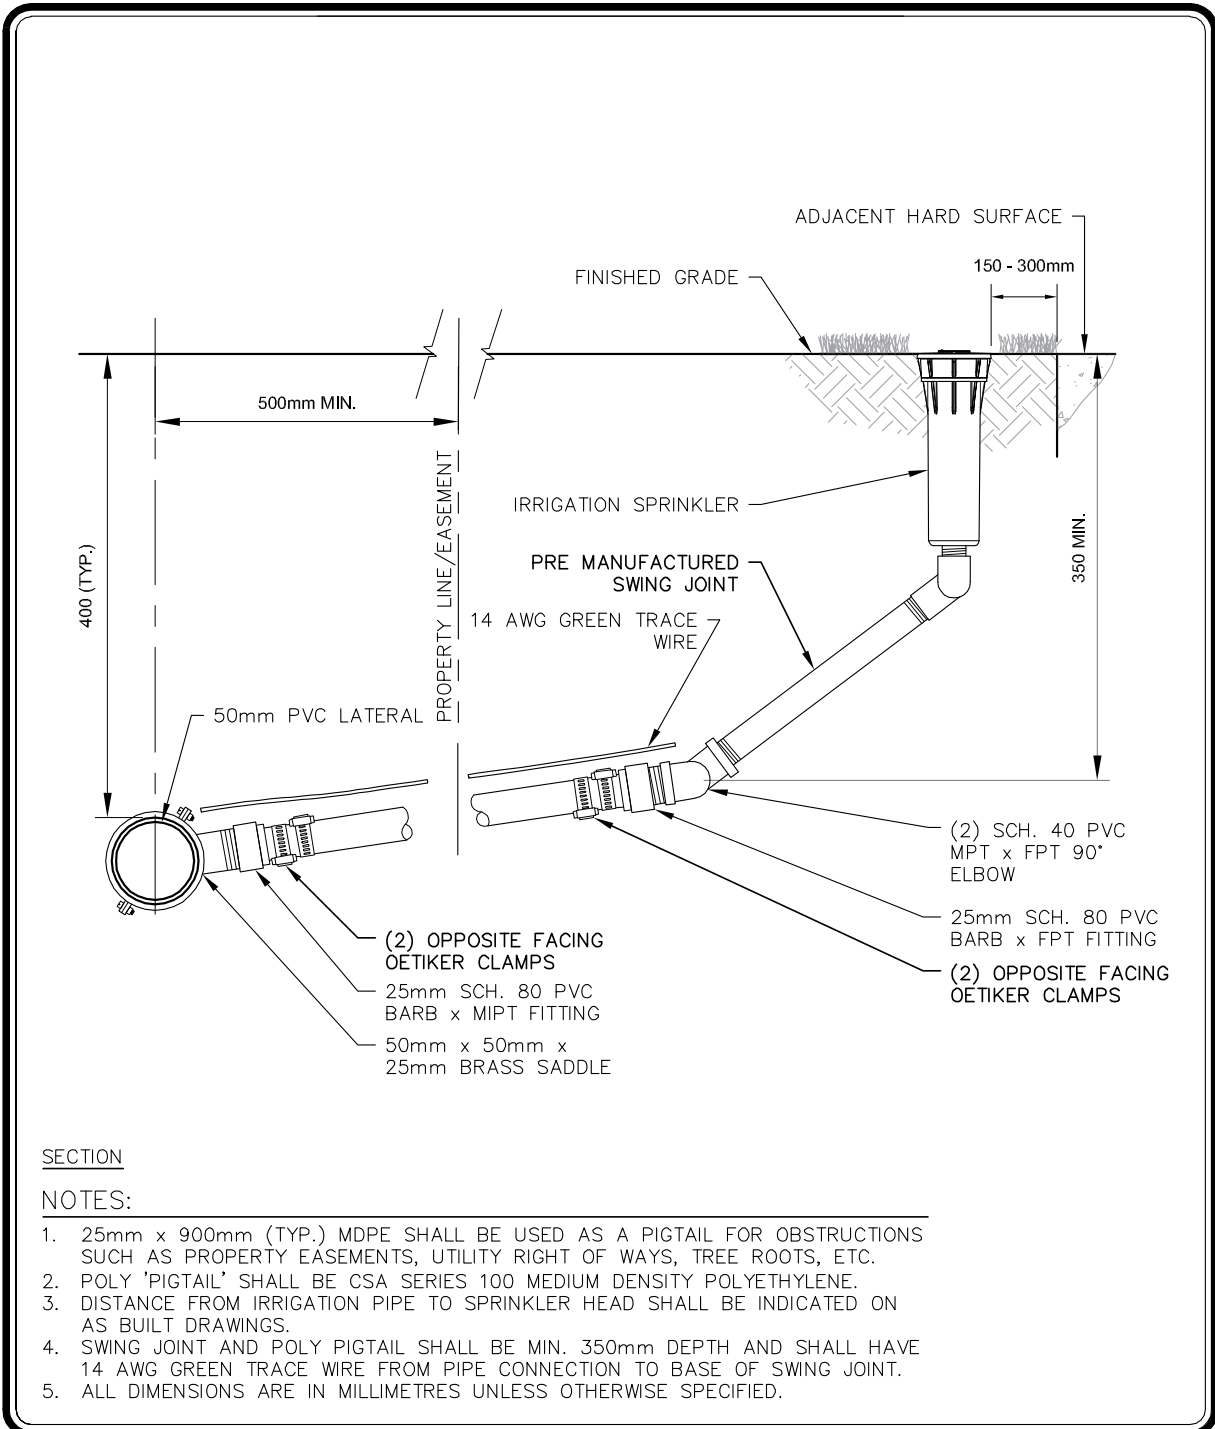 ADJACENT HARD SURFACE
150 - 300mm
FINISHED GRADE
500mm MIN.
400 (TYP.)
PROPERTY LINE/EASEMENT
IRRIGATION SPRINKLER
350 MIN.
PRE MANUFACTURED
SWING JOINT
14 AWG GREEN TRACE
WIRE
50mm PVC LATERAL
(2) SCH. 40 PVC
MPT x FPT 90°
ELBOW
25mm SCH. 80 PVC
BARB x FPT FITTING
(2) OPPOSITE FACING
OETIKER CLAMPS
(2) OPPOSITE FACING
OETIKER CLAMPS
25mm SCH. 80 PVC
BARB x MIPT FITTING
50mm x 50mm x
25mm BRASS SADDLE
SECTION
NOTES:
1. 25mm x 900mm (TYP.) MDPE SHALL BE USED AS A PIGTAIL FOR OBSTRUCTIONS
SUCH AS PROPERTY EASEMENTS, UTILITY RIGHT OF WAYS, TREE ROOTS, ETC.
2. POLY 'PIGTAIL' SHALL BE CSA SERIES 100 MEDIUM DENSITY POLYETHYLENE.
3. DISTANCE FROM IRRIGATION PIPE TO SPRINKLER HEAD SHALL BE INDICATED ON
AS BUILT DRAWINGS.
4. SWING JOINT AND POLY PIGTAIL SHALL BE MIN. 350mm DEPTH AND SHALL HAVE
14 AWG GREEN TRACE WIRE FROM PIPE CONNECTION TO BASE OF SWING JOINT.
5. ALL DIMENSIONS ARE IN MILLIMETRES UNLESS OTHERWISE SPECIFIED.